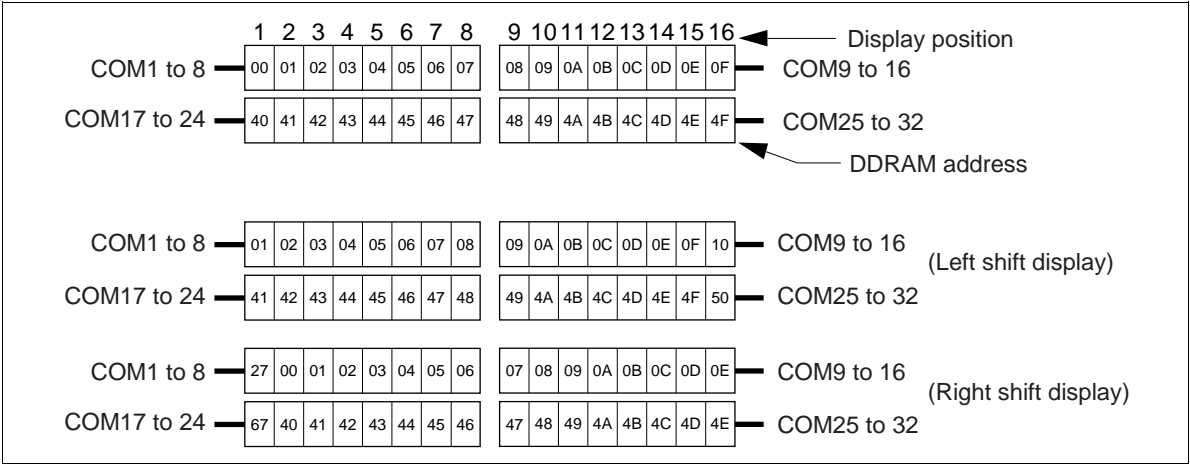 1 2 3 4 5 6 7 8 9 10 11 12 13 14 15 16 Display position
COM1 to 8 00 01 02 03 04 05 06 07 08 09 0A 0B 0C 0D 0E 0F COM9 to 16
COM17 to 24 40 41 42 43 44 45 46 47 48 49 4A 4B 4C 4D 4E 4F COM25 to 32
DDRAM address
COM1 to 8 01 02 03 04 05 06 07 08 09 0A 0B 0C 0D 0E 0F 10 COM9 to 16
(Left shift display)
COM17 to 24 41 42 43 44 45 46 47 48 49 4A 4B 4C 4D 4E 4F 50 COM25 to 32
COM1 to 8 27 00 01 02 03 04 05 06 07 08 09 0A 0B 0C 0D 0E COM9 to 16
(Right shift display)
COM17 to 24 67 40 41 42 43 44 45 46 47 48 49 4A 4B 4C 4D 4E COM25 to 32